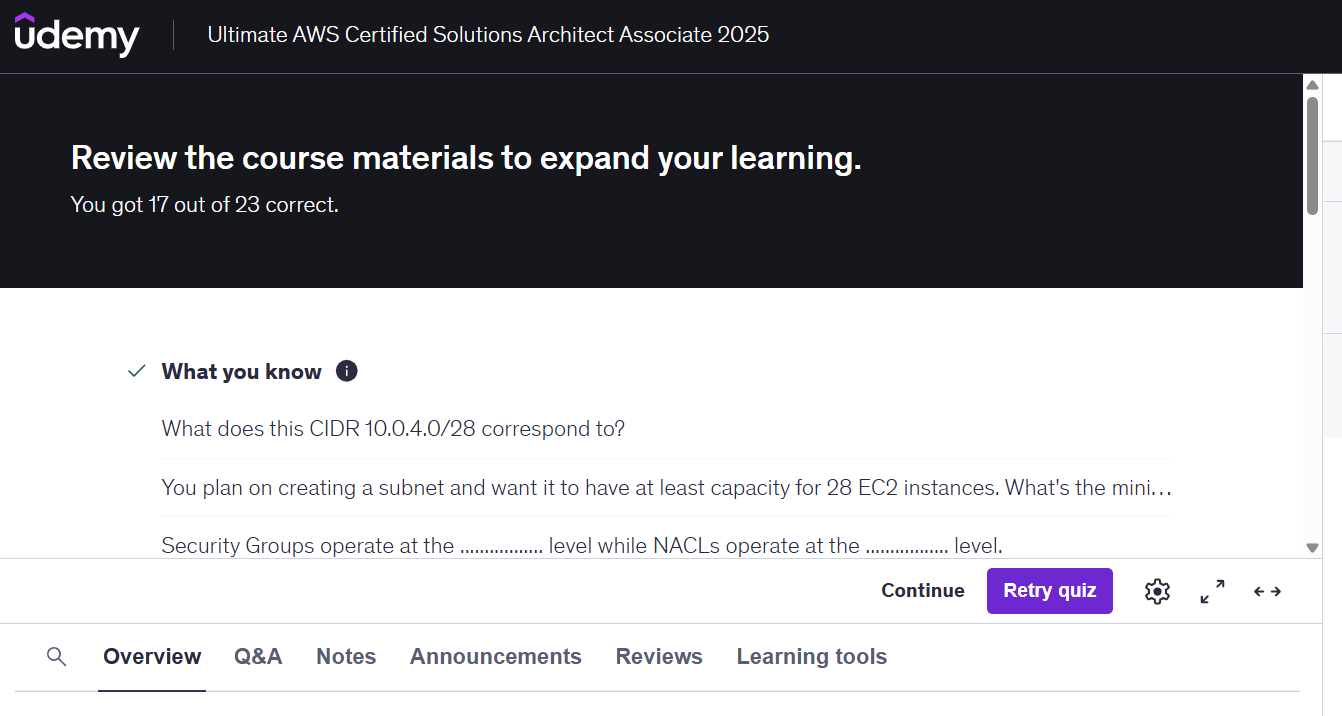 udemy
Ultimate AWS Certified Solutions Architect Associate 2025
Review the course materials to expand your learning.
You got 17 out of 23 correct.
What you know
What does this CIDR 10.0.4.0/28 correspond to?
You plan on creating a subnet and want it to have at least capacity for 28 EC2 instances. What's the mini...
Security Groups operate at the ................. level while NACLs operate at the ................. level.
Continue
Retry quiz
Overview Q&A Notes Announcements Reviews Learning tools